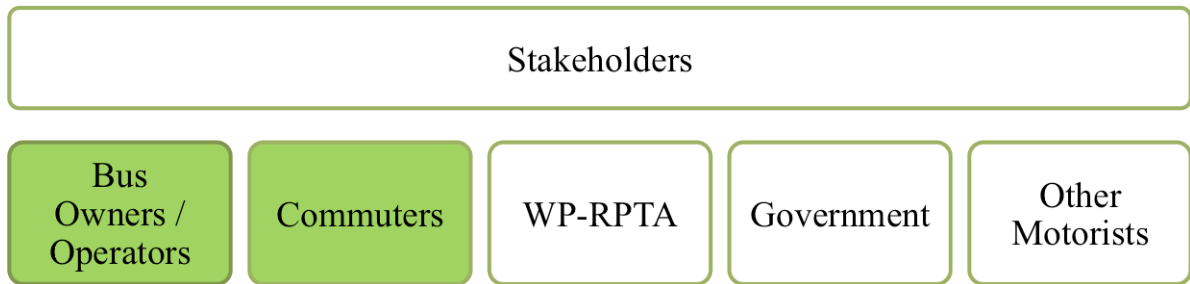 Stakeholders
Bus
Owners /
Operators
Commuters
WP-RPTA
Government
Other
Motorists